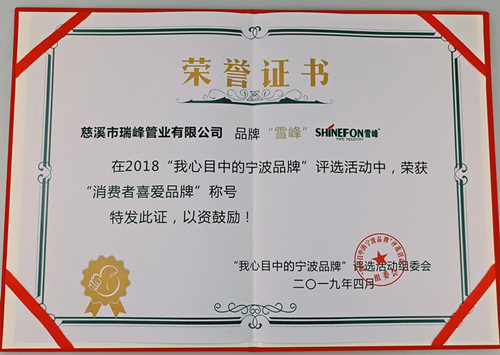 荣誉证书
慈溪市瑞峰管业有限公司 品牌“雪峰” SHINEFON雪峰®
PIPE INDUSTRY
在2018“我心目中的宁波品牌”评选活动中，荣获
“消费者喜爱品牌”称号
特发此证，以资鼓励！
“我心目中的宁波品牌”评选活动组委会
二〇一九年四月